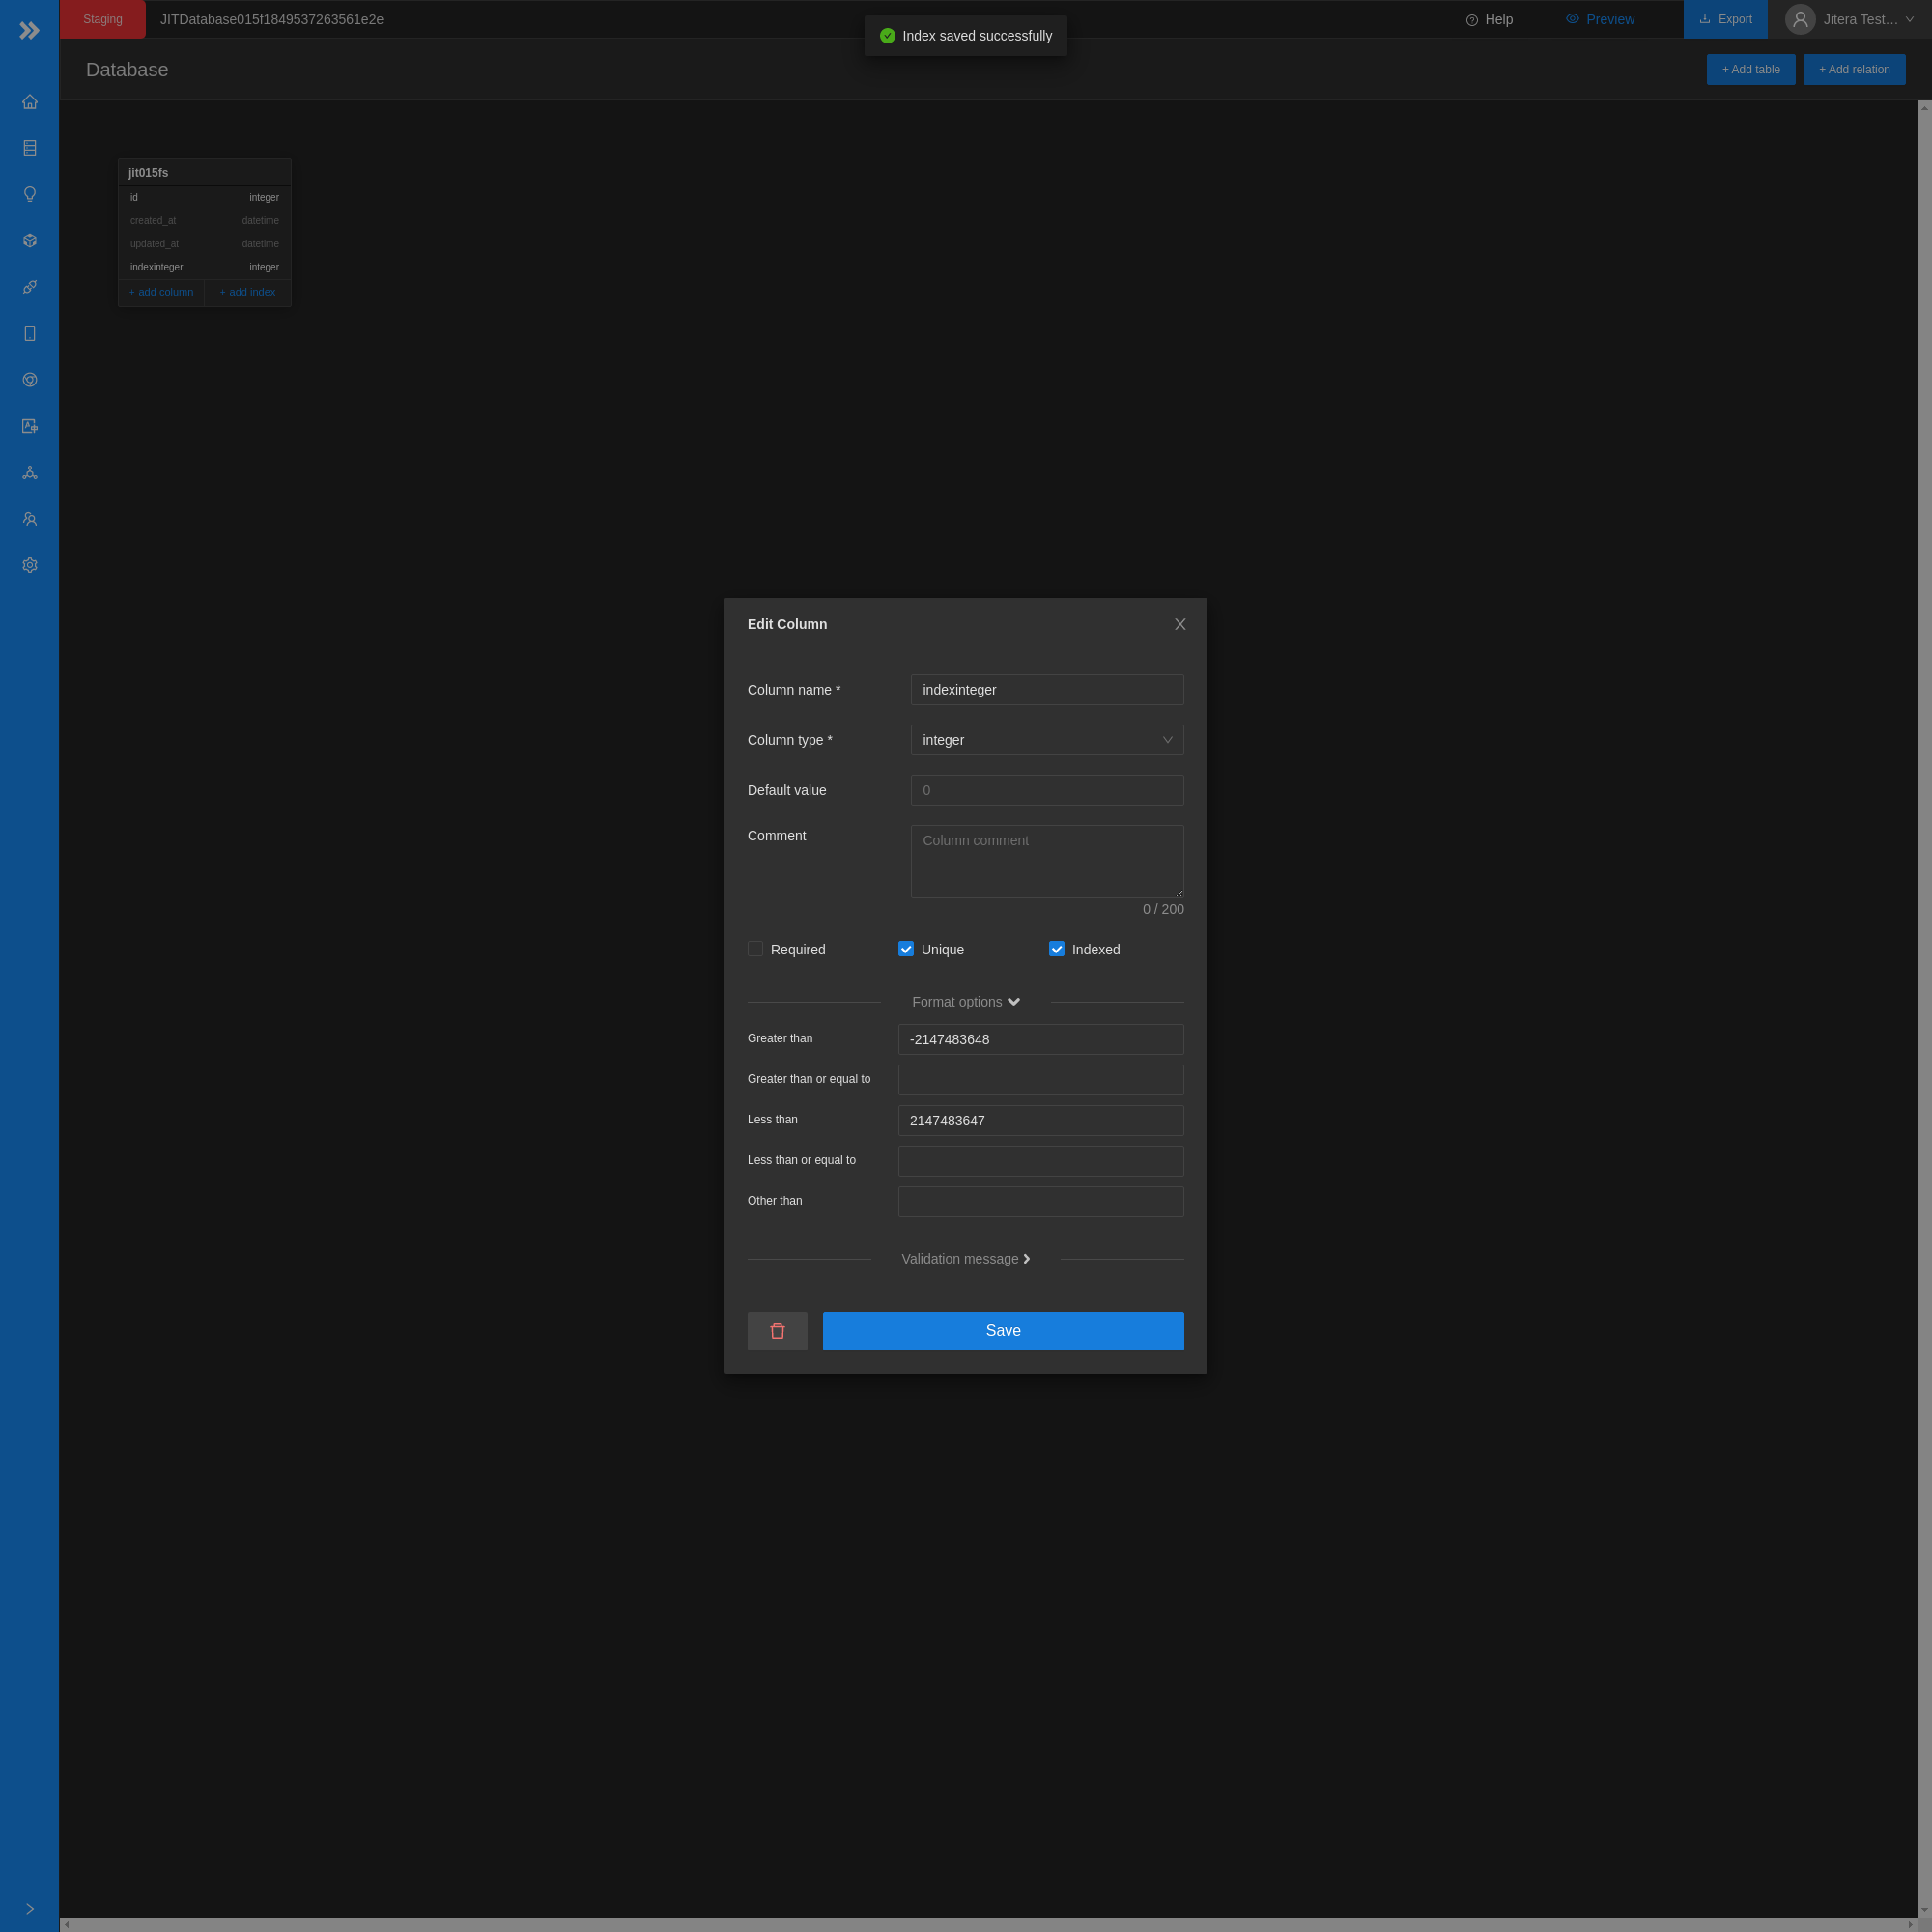 Staging
JITDatabase015f1849537263561e2e
Index saved successfully
Help
Preview
Export
Jitera Test...
Database
+ Add table
+ Add relation
jit015fs
id integer
created_at datetime
updated_at datetime
indexinteger integer
+ add column + add index
Edit Column
Column name * indexinteger
Column type * integer
Default value 0
Comment Column comment
0 / 200
Required Unique Indexed
Format options
Greater than -2147483648
Greater than or equal to
Less than 2147483647
Less than or equal to
Other than
Validation message
Save